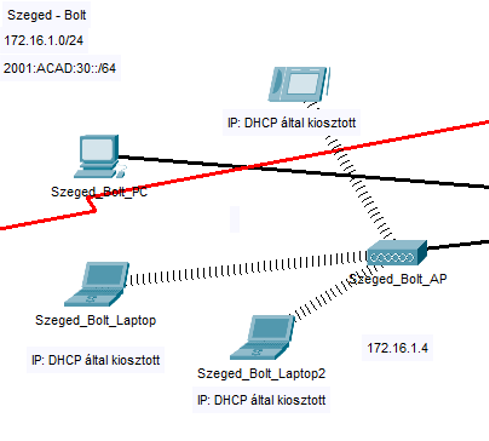 Szeged - Bolt
172.16.1.0/24
2001:ACAD:30::/64
IP: DHCP által kiosztott
Szeged_Bolt_PC
Szeged_Bolt_AP
Szeged_Bolt_Laptop
172.16.1.4
IP: DHCP által kiosztott
Szeged_Bolt_Laptop2
IP: DHCP által kiosztott